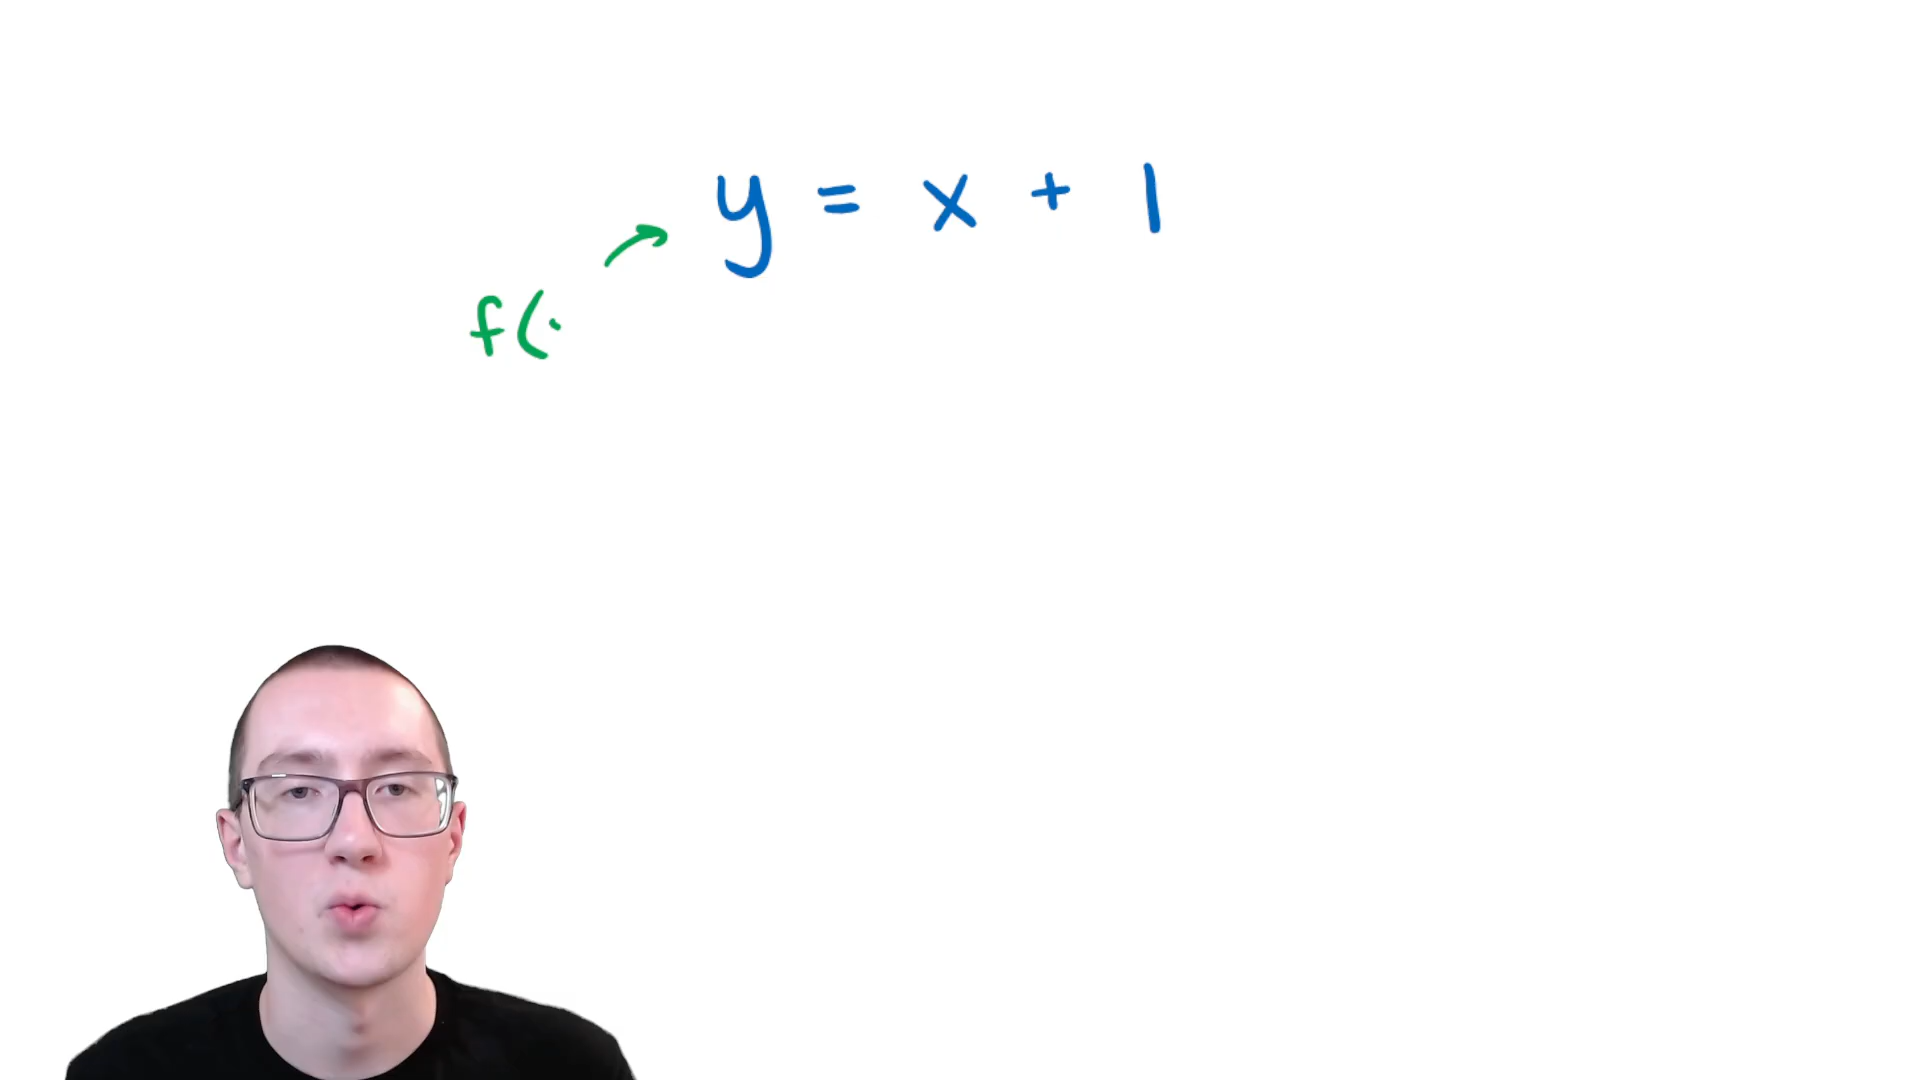 y = x + 1
f(